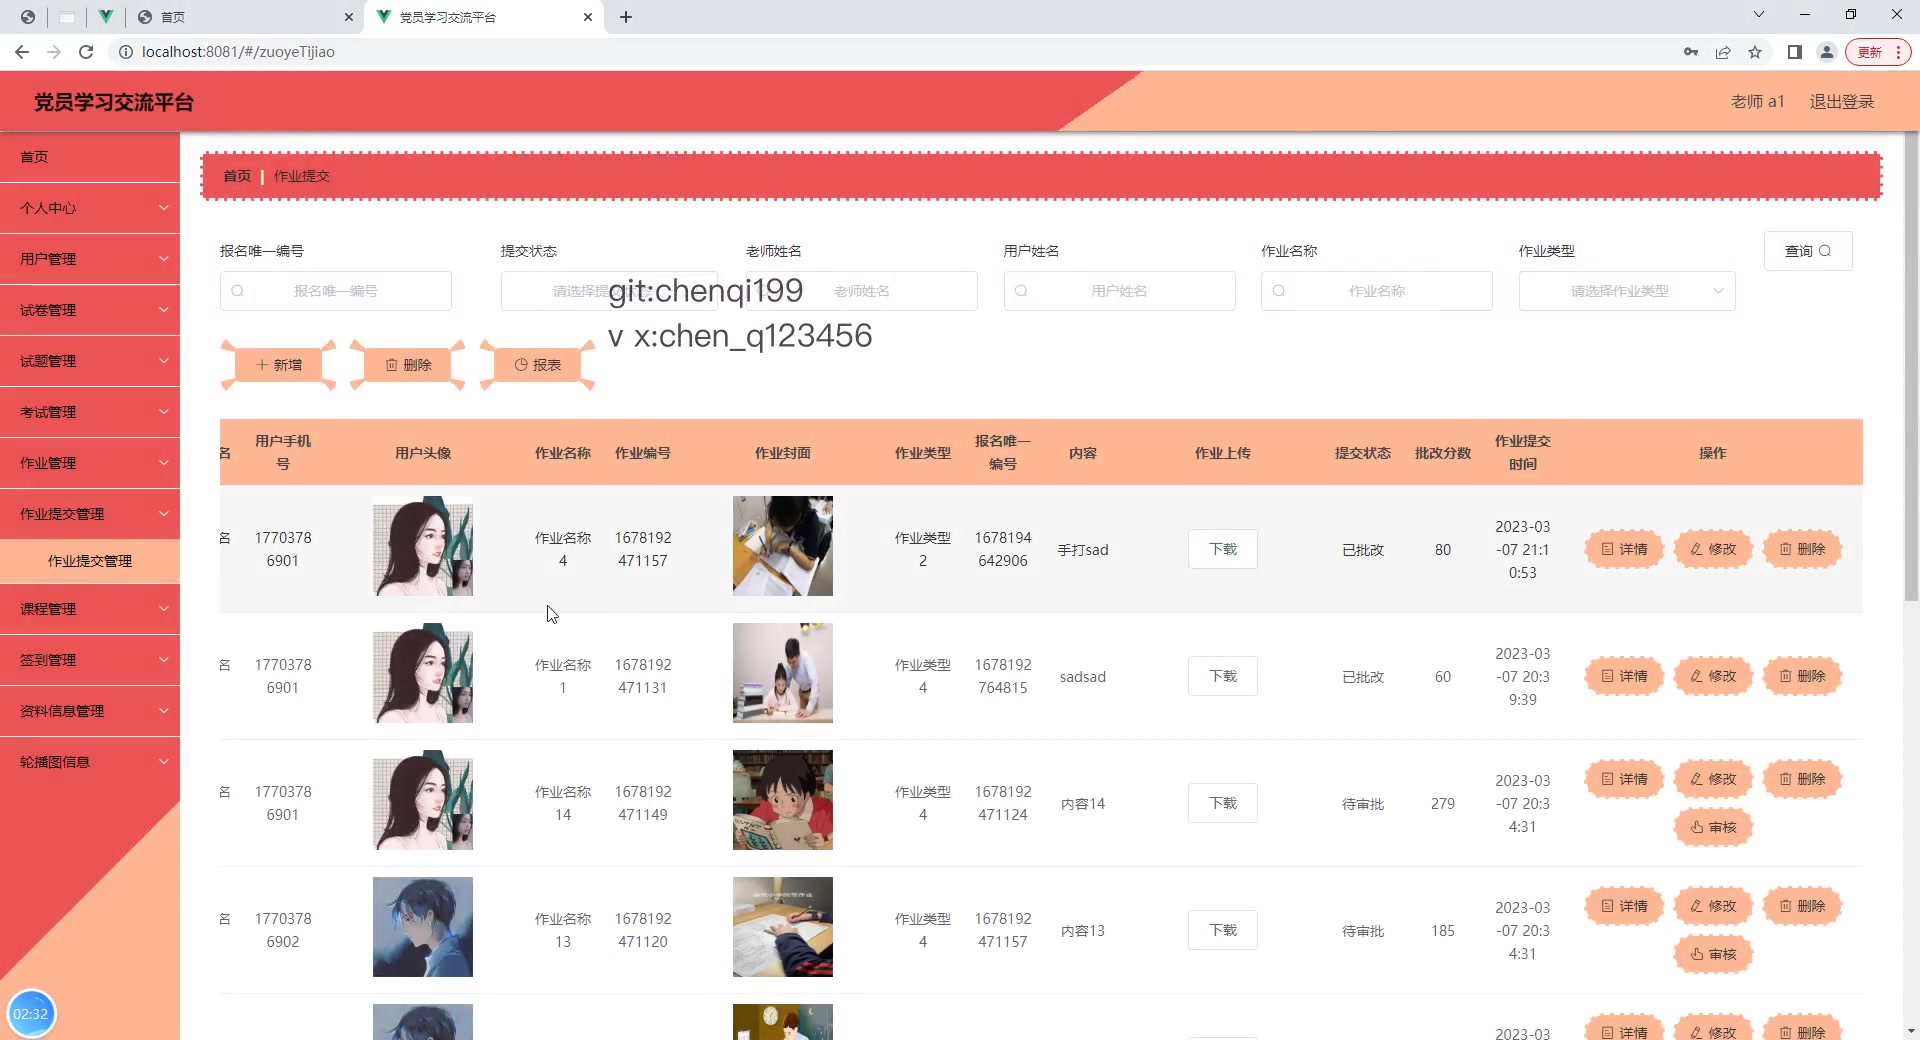 首页
党员学习交流平台
localhost:8081/#/zuoyeTijiao
更新
党员学习交流平台
老师 a1 退出登录
首页
个人中心
用户管理
试卷管理
试题管理
考试管理
作业管理
作业提交管理
作业提交管理
课程管理
签到管理
资料信息管理
轮播图信息
02:32
首页 | 作业提交
报名唯一编号 提交状态 老师姓名 用户姓名 作业名称 作业类型 查询
报名唯一编号 请选择提 老师姓名 用户姓名 作业名称 请选择作业类型
git:chenqi199
v x:chen_q123456
新增 删除 报表
名 用户手机号 用户头像 作业名称 作业编号 作业封面 作业类型 报名唯一编号 内容 作业上传 提交状态 批改分数 作业提交时间 操作
名 17703786901 作业名称4 1678192471157 作业类型2 1678194642906 手打sad 下载 已批改 80 2023-03-07 21:10:53 详情 修改 删除
名 17703786901 作业名称1 1678192471131 作业类型4 1678192764815 sadsad 下载 已批改 60 2023-03-07 20:39:39 详情 修改 删除
名 17703786901 作业名称14 1678192471149 作业类型4 1678192471124 内容14 下载 待审批 279 2023-03-07 20:34:31 详情 修改 删除
审核
名 17703786902 作业名称13 1678192471120 作业类型4 1678192471157 内容13 下载 待审批 185 2023-03-07 20:34:31 详情 修改 删除
审核
2023-03 详情 修改 删除